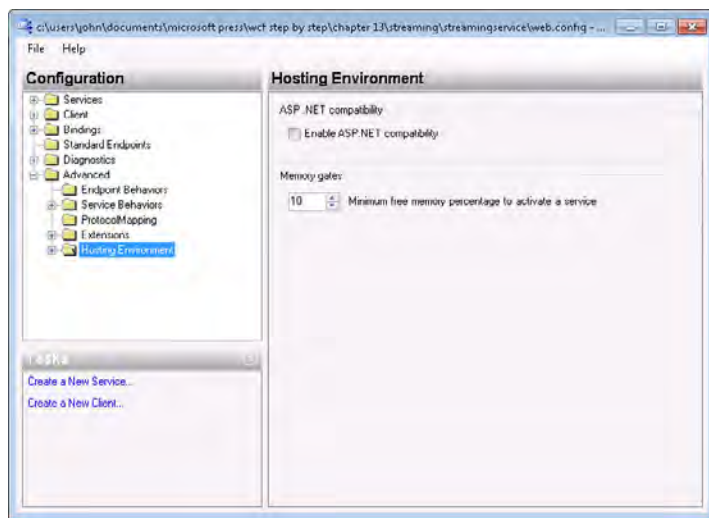 c:\users\john\documents\microsoft press\wcf step by step\chapter 13\streaming\streamingservice\web.config - ...
File Help
Configuration
Services
Client
Bindings
Standard Endpoints
Diagnostics
Advanced
Endpoint Behaviors
Service Behaviors
ProtocolMapping
Extensions
Hosting Environment
Tasks
Create a New Service...
Create a New Client...
Hosting Environment
ASP .NET compatibility
Enable ASP.NET compatibility
Memory gates
10 Minimum free memory percentage to activate a service